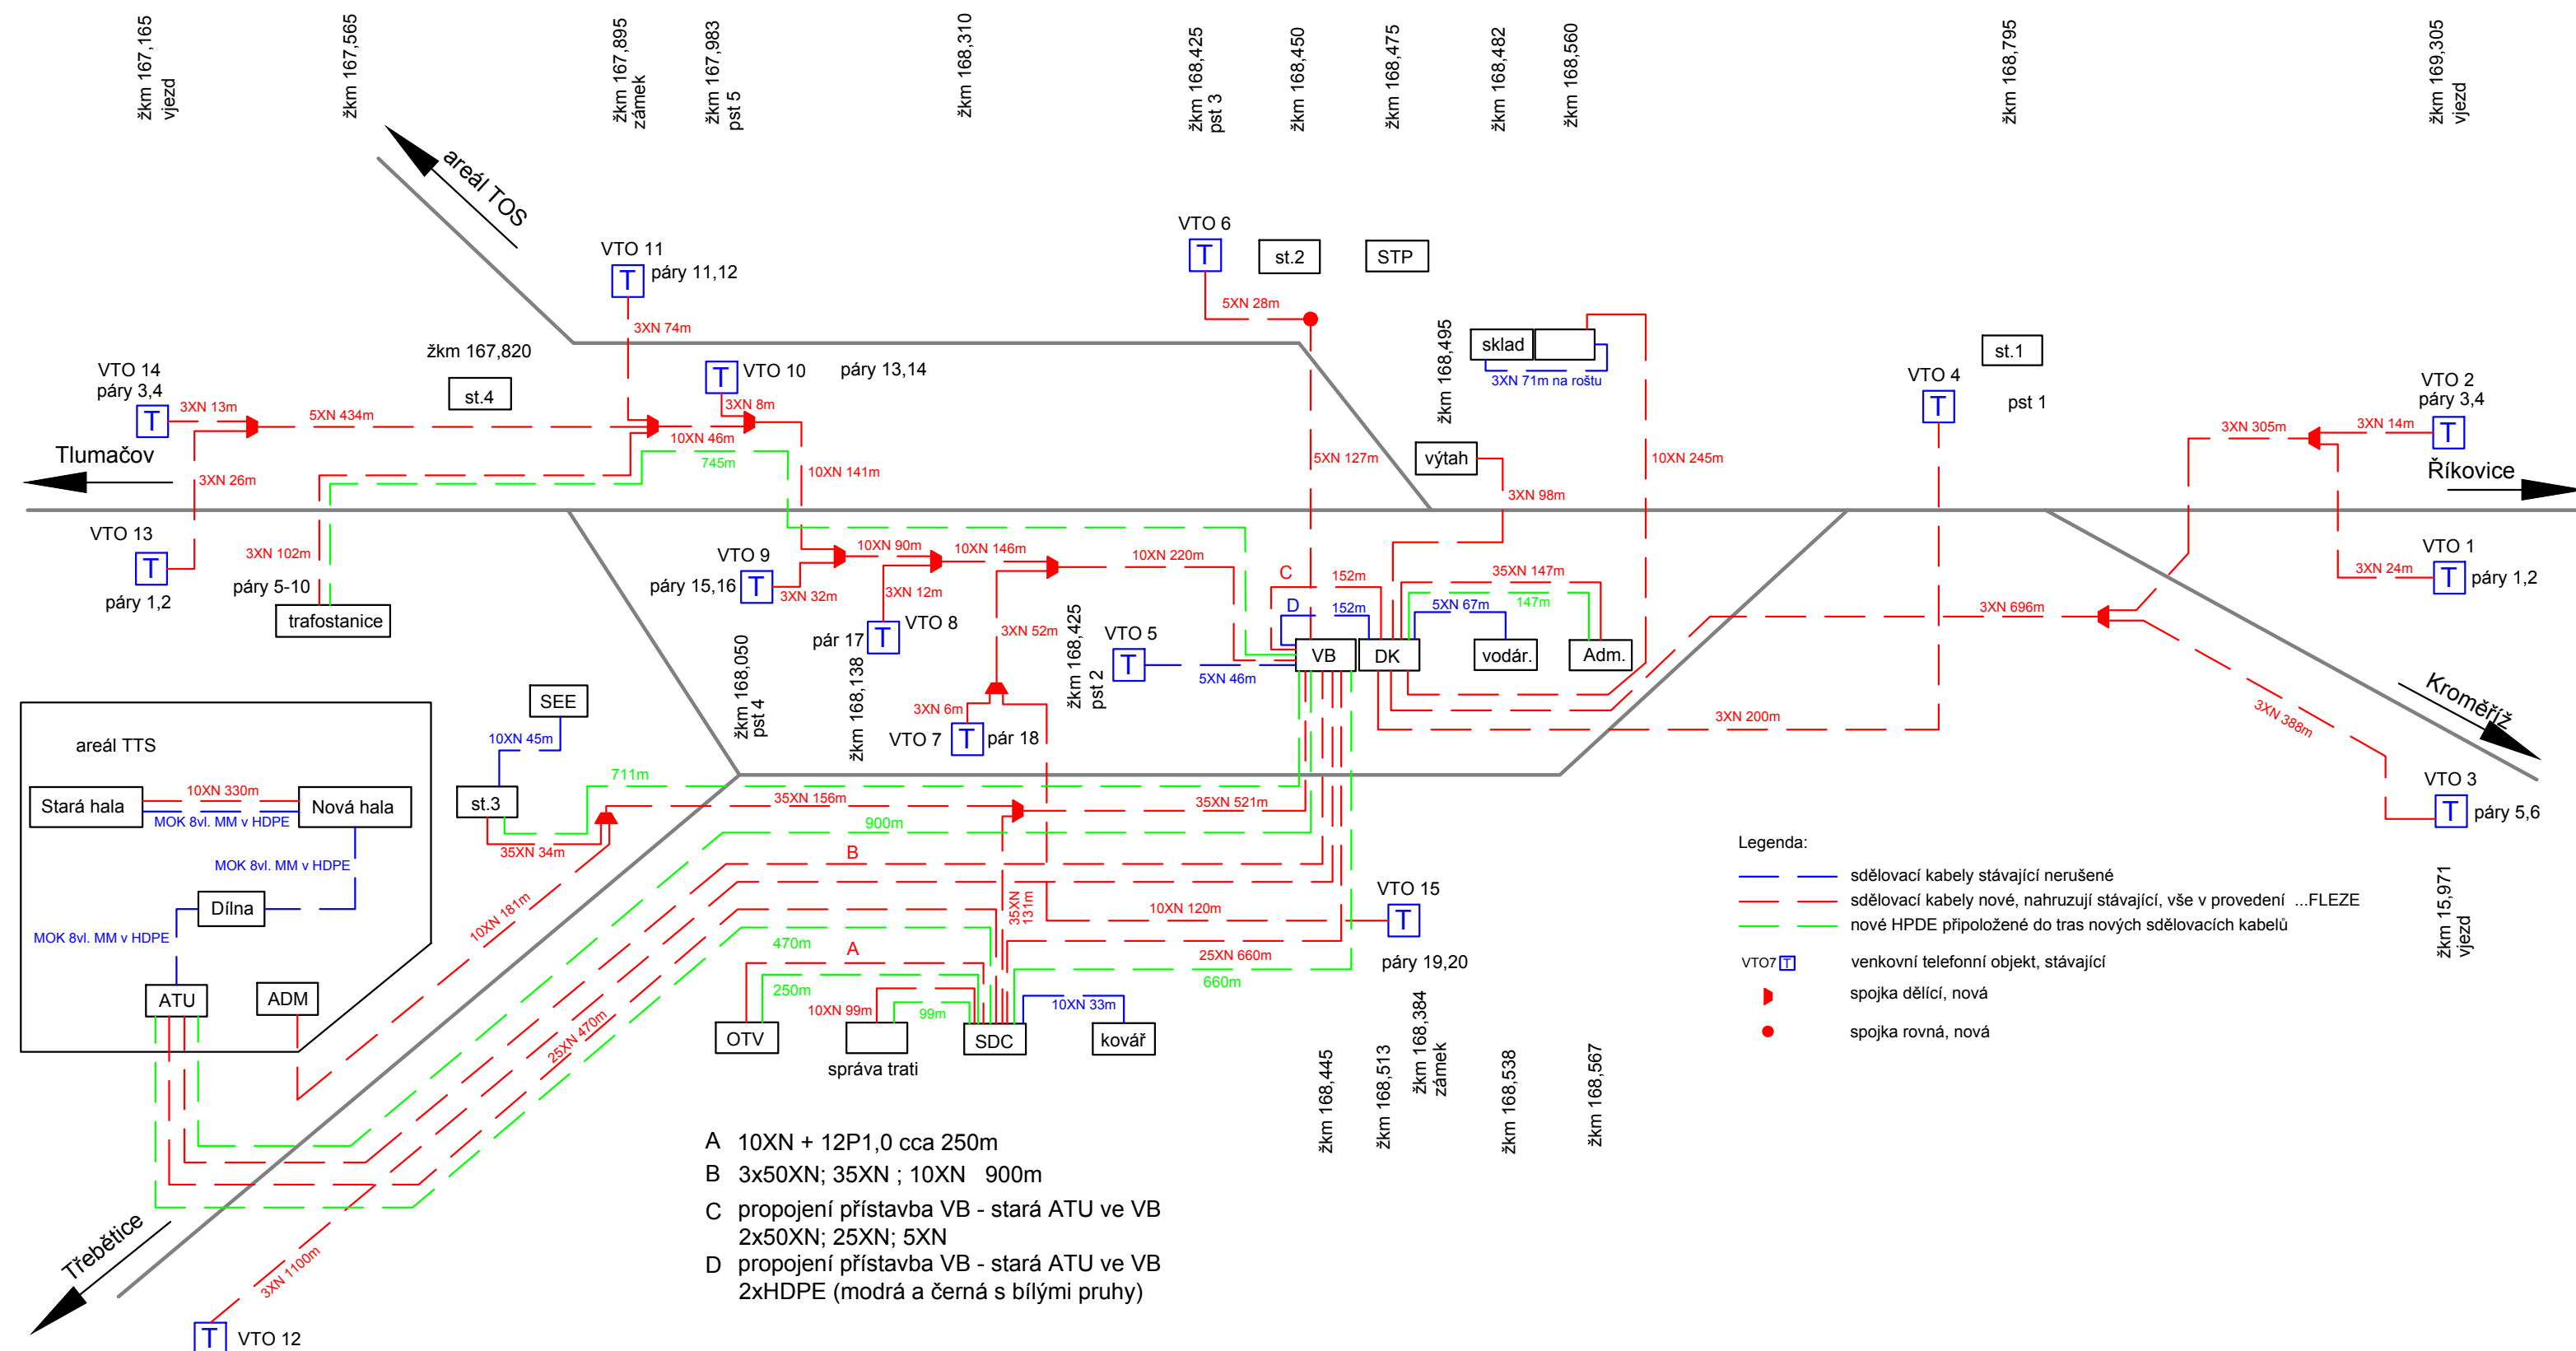 žkm 167,165
vjezd
žkm 167,565
žkm 167,895
zámek
žkm 167,983
pst 5
žkm 168,310
žkm 168,425
pst 3
žkm 168,450
žkm 168,475
žkm 168,482
žkm 168,560
žkm 168,795
žkm 169,305
vjezd
areál TOS
VTO 11
T
páry 11,12
3XN 74m
VTO 6
T
5XN 28m
st.2
STP
žkm 168,495
sklad
3XN 71m na roštu
st.1
pst 1
VTO 4
T
VTO 2
páry 3,4
T
3XN 14m
3XN 305m
žkm 167,820
st.4
VTO 14
páry 3,4
T
3XN 13m
5XN 434m
T
VTO 10
páry 13,14
3XN 8m
10XN 46m
745m
10XN 141m
5XN 127m
výtah
3XN 98m
10XN 245m
Tlumačov
Říkovice
3XN 26m
VTO 13
T
páry 1,2
3XN 102m
páry 5-10
trafostanice
VTO 9
páry 15,16
T
3XN 32m
10XN 90m
10XN 146m
10XN 220m
3XN 12m
VTO 8
pár 17
T
3XN 52m
žkm 168,050
pst 4
žkm 168,138
žkm 168,425
pst 2
VTO 5
T
5XN 46m
C
152m
D
152m
35XN 147m
147m
5XN 67m
VB
DK
vodár.
Adm.
3XN 696m
VTO 1
T
páry 1,2
3XN 24m
3XN 6m
VTO 7
T
pár 18
3XN 200m
Kroměříž
3XN 388m
VTO 3
T
páry 5,6
žkm 15,971
vjezd
areál TTS
Stará hala
10XN 330m
MOK 8vl. MM v HDPE
Nová hala
MOK 8vl. MM v HDPE
Dílna
MOK 8vl. MM v HDPE
ATU
ADM
SEE
10XN 45m
st.3
711m
35XN 34m
35XN 156m
35XN 521m
900m
B
10XN 181m
35XN
131m
10XN 120m
VTO 15
T
páry 19,20
470m
A
250m
25XN 660m
660m
10XN 99m
99m
10XN 33m
25XN 470m
OTV
správa trati
SDC
kovář
žkm 168,445
žkm 168,513
žkm 168,384
zámek
žkm 168,538
žkm 168,567
Třebětice
3XN 1100m
T
VTO 12
A 10XN + 12P1,0 cca 250m
B 3x50XN; 35XN ; 10XN 900m
C propojení přístavba VB - stará ATU ve VB
2x50XN; 25XN; 5XN
D propojení přístavba VB - stará ATU ve VB
2xHDPE (modrá a černá s bílými pruhy)
Legenda:
sdělovací kabely stávající nerušené
sdělovací kabely nové, nahruzují stávající, vše v provedení ...FLEZE
nové HPDE připoložené do tras nových sdělovacích kabelů
VTO7 T venkovní telefonní objekt, stávající
spojka dělící, nová
spojka rovná, nová